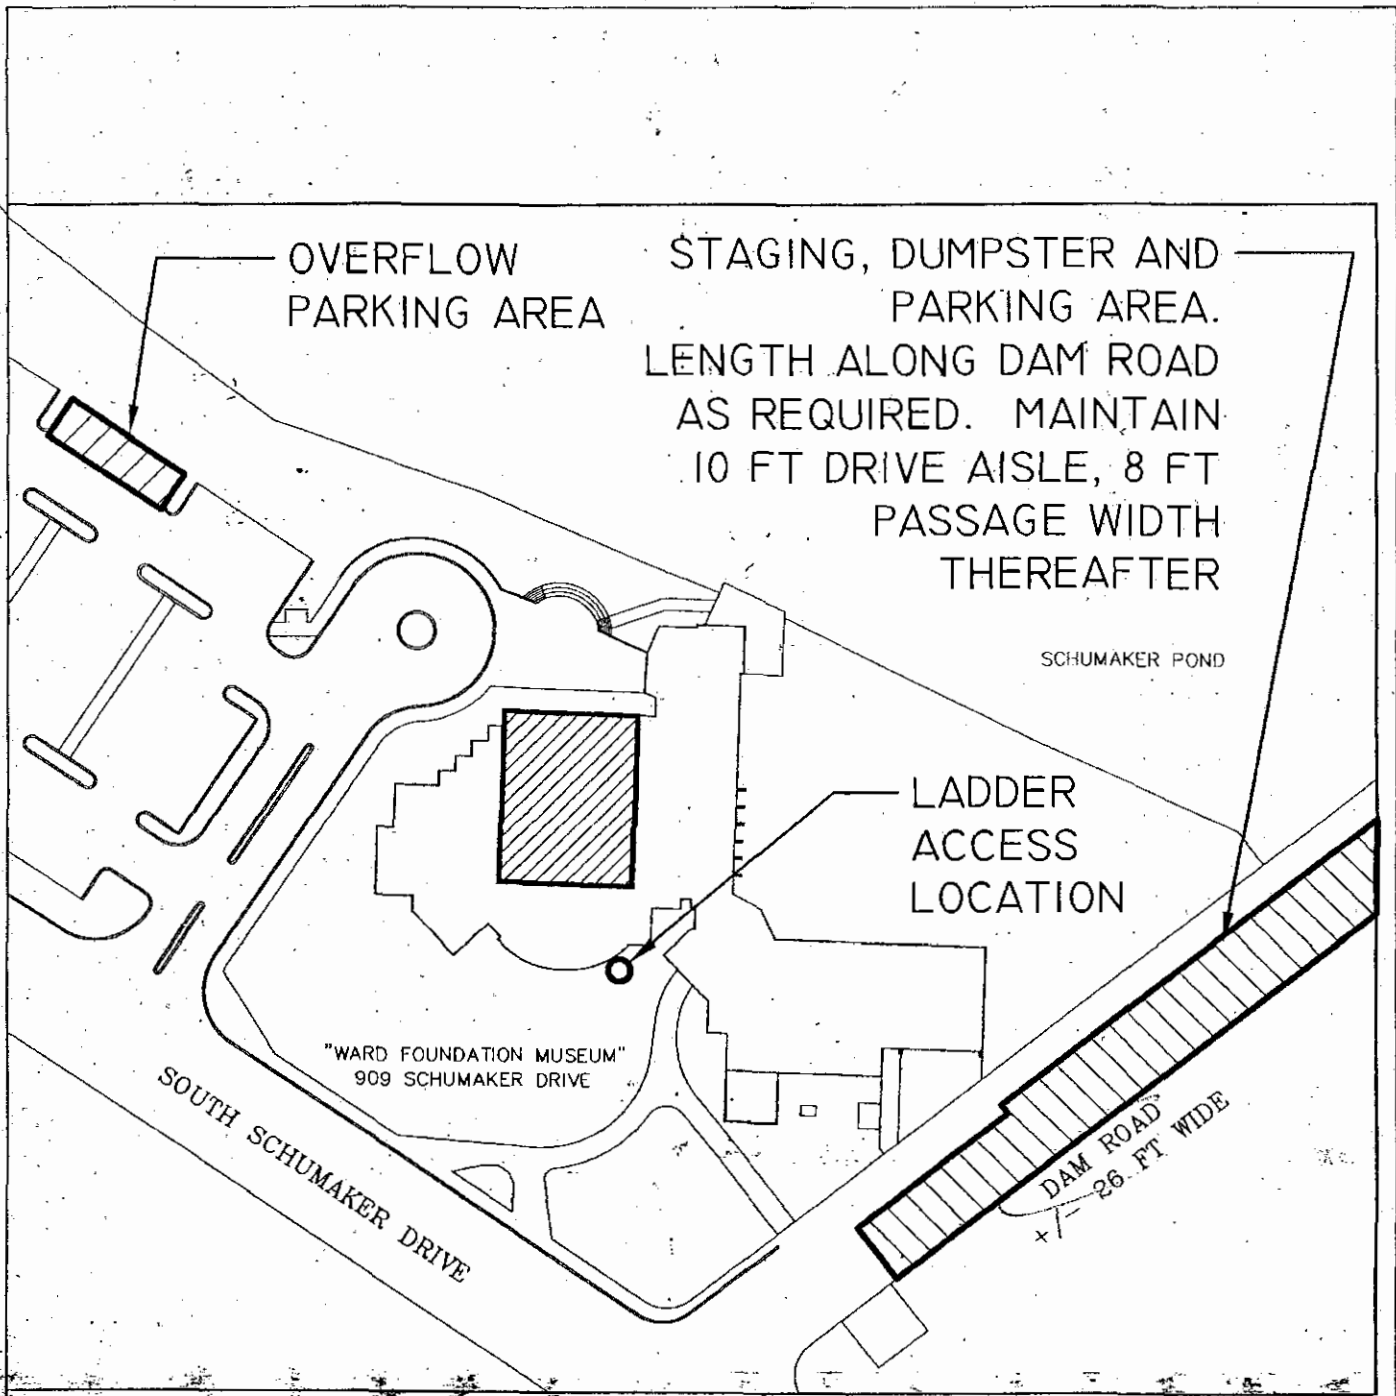 OVERFLOW
PARKING AREA
STAGING, DUMPSTER AND
PARKING AREA.
LENGTH ALONG DAM ROAD
AS REQUIRED. MAINTAIN
10 FT DRIVE AISLE, 8 FT
PASSAGE WIDTH
THEREAFTER
SCHUMAKER POND
LADDER
ACCESS
LOCATION
"WARD FOUNDATION MUSEUM"
909 SCHUMAKER DRIVE
SOUTH SCHUMAKER DRIVE
DAM ROAD
+/- 26 FT WIDE